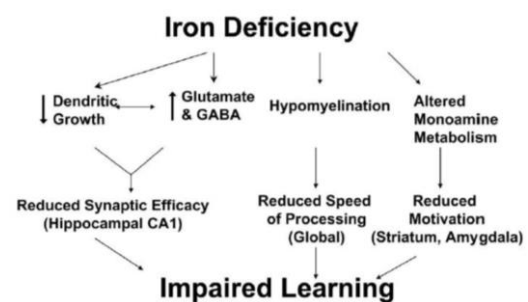 Iron Deficiency
Dendritic
Growth
Glutamate
& GABA
Hypomyelination
Altered
Monoamine
Metabolism
Reduced Synaptic Efficacy
(Hippocampal CA1)
Reduced Speed
of Processing
(Global)
Reduced
Motivation
(Striatum, Amygdala)
Impaired Learning